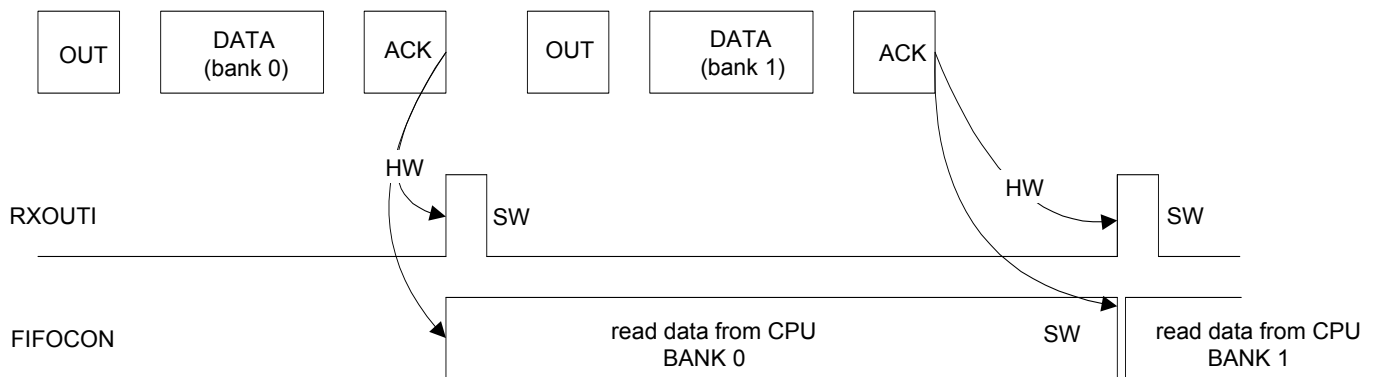 OUT
DATA
(bank 0)
ACK
OUT
DATA
(bank 1)
ACK
HW
HW
RXOUTI
SW
SW
FIFOCON
read data from CPU
BANK 0
SW
read data from CPU
BANK 1